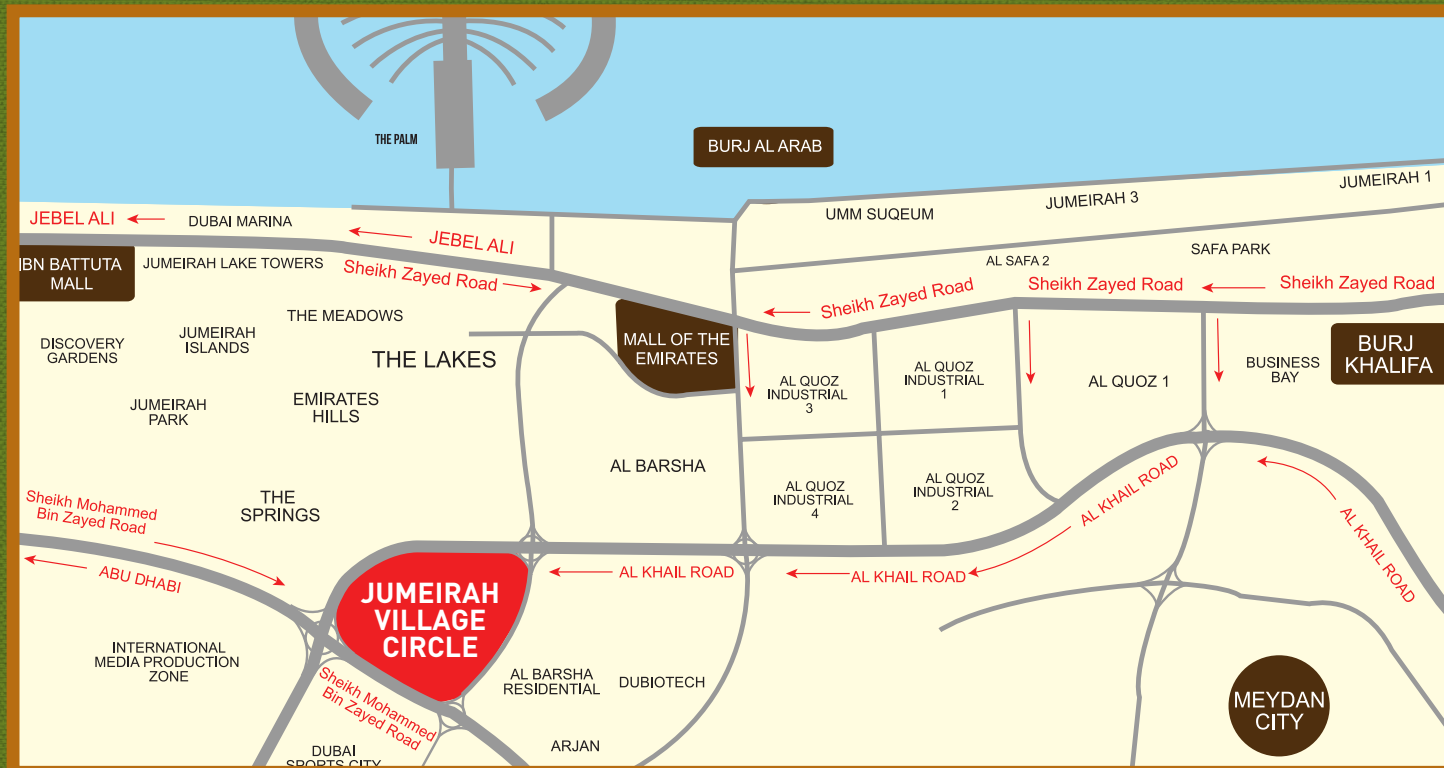 THE PALM
BURJ AL ARAB
JUMEIRAH 1
JUMEIRAH 3
UMM SUQEUM
JEBEL ALI
DUBAI MARINA
JEBEL ALI
SAFA PARK
AL SAFA 2
IBN BATTUTA
MALL
JUMEIRAH LAKE TOWERS
Sheikh Zayed Road
Sheikh Zayed Road
Sheikh Zayed Road
Sheikh Zayed Road
THE MEADOWS
JUMEIRAH
ISLANDS
DISCOVERY
GARDENS
THE LAKES
MALL OF THE
EMIRATES
BURJ
KHALIFA
BUSINESS
BAY
AL QUOZ 1
AL QUOZ
INDUSTRIAL
1
AL QUOZ
INDUSTRIAL
3
JUMEIRAH
PARK
EMIRATES
HILLS
AL BARSHA
AL QUOZ
INDUSTRIAL
4
AL QUOZ
INDUSTRIAL
2
AL KHAIL ROAD
AL KHAIL ROAD
THE
SPRINGS
Sheikh Mohammed
Bin Zayed Road
ABU DHABI
AL KHAIL ROAD
AL KHAIL ROAD
JUMEIRAH
VILLAGE
CIRCLE
INTERNATIONAL
MEDIA PRODUCTION
ZONE
AL BARSHA
RESIDENTIAL
DUBIOTECH
Sheikh Mohammed
Bin Zayed Road
MEYDAN
CITY
ARJAN
DUBAI
SPORTS CITY